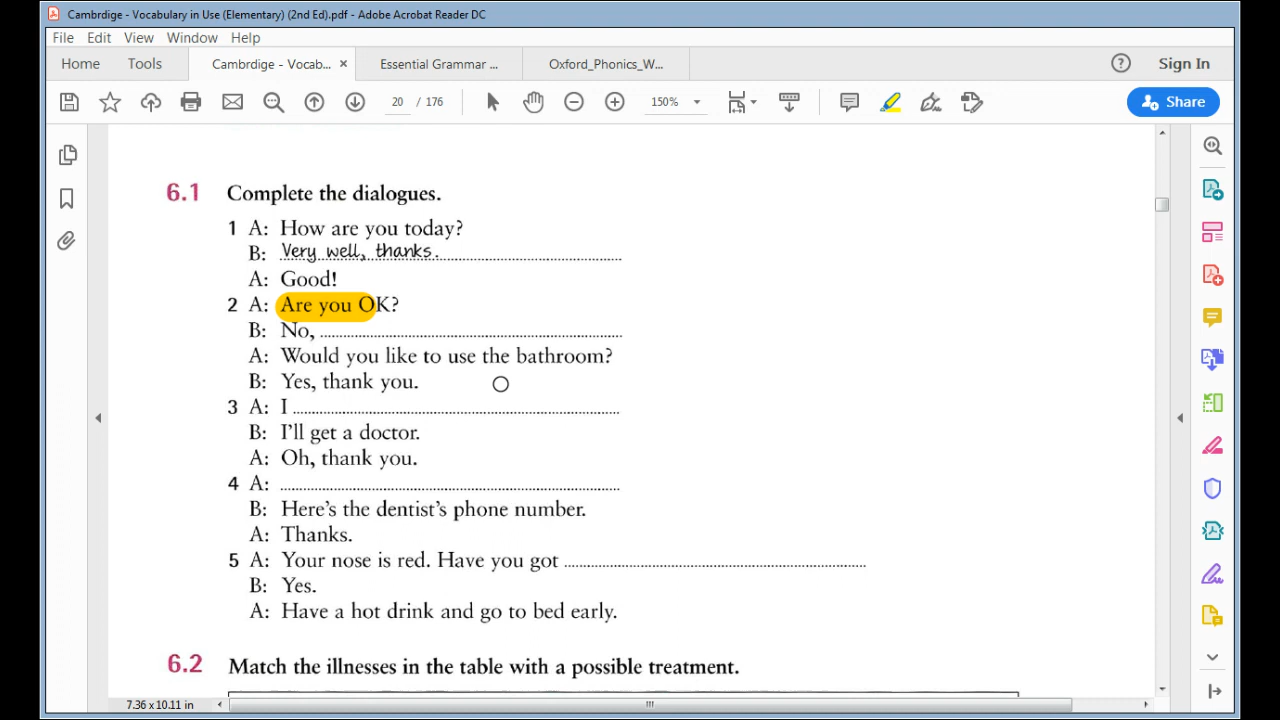 Cambrdige - Vocabulary in Use (Elementary) (2nd Ed).pdf - Adobe Acrobat Reader DC
File Edit View Window Help
Home Tools Cambrdige - Vocab... × Essential Grammar ... Oxford_Phonics_W... Sign In
20 / 176 150% Share
6.1 Complete the dialogues.
1 A: How are you today?
B: Very well, thanks.
A: Good!
2 A: Are you OK?
B: No,
A: Would you like to use the bathroom?
B: Yes, thank you.
3 A: I
B: I'll get a doctor.
A: Oh, thank you.
4 A:
B: Here's the dentist's phone number.
A: Thanks.
5 A: Your nose is red. Have you got
B: Yes.
A: Have a hot drink and go to bed early.
6.2 Match the illnesses in the table with a possible treatment.
7.36 x 10.11 in